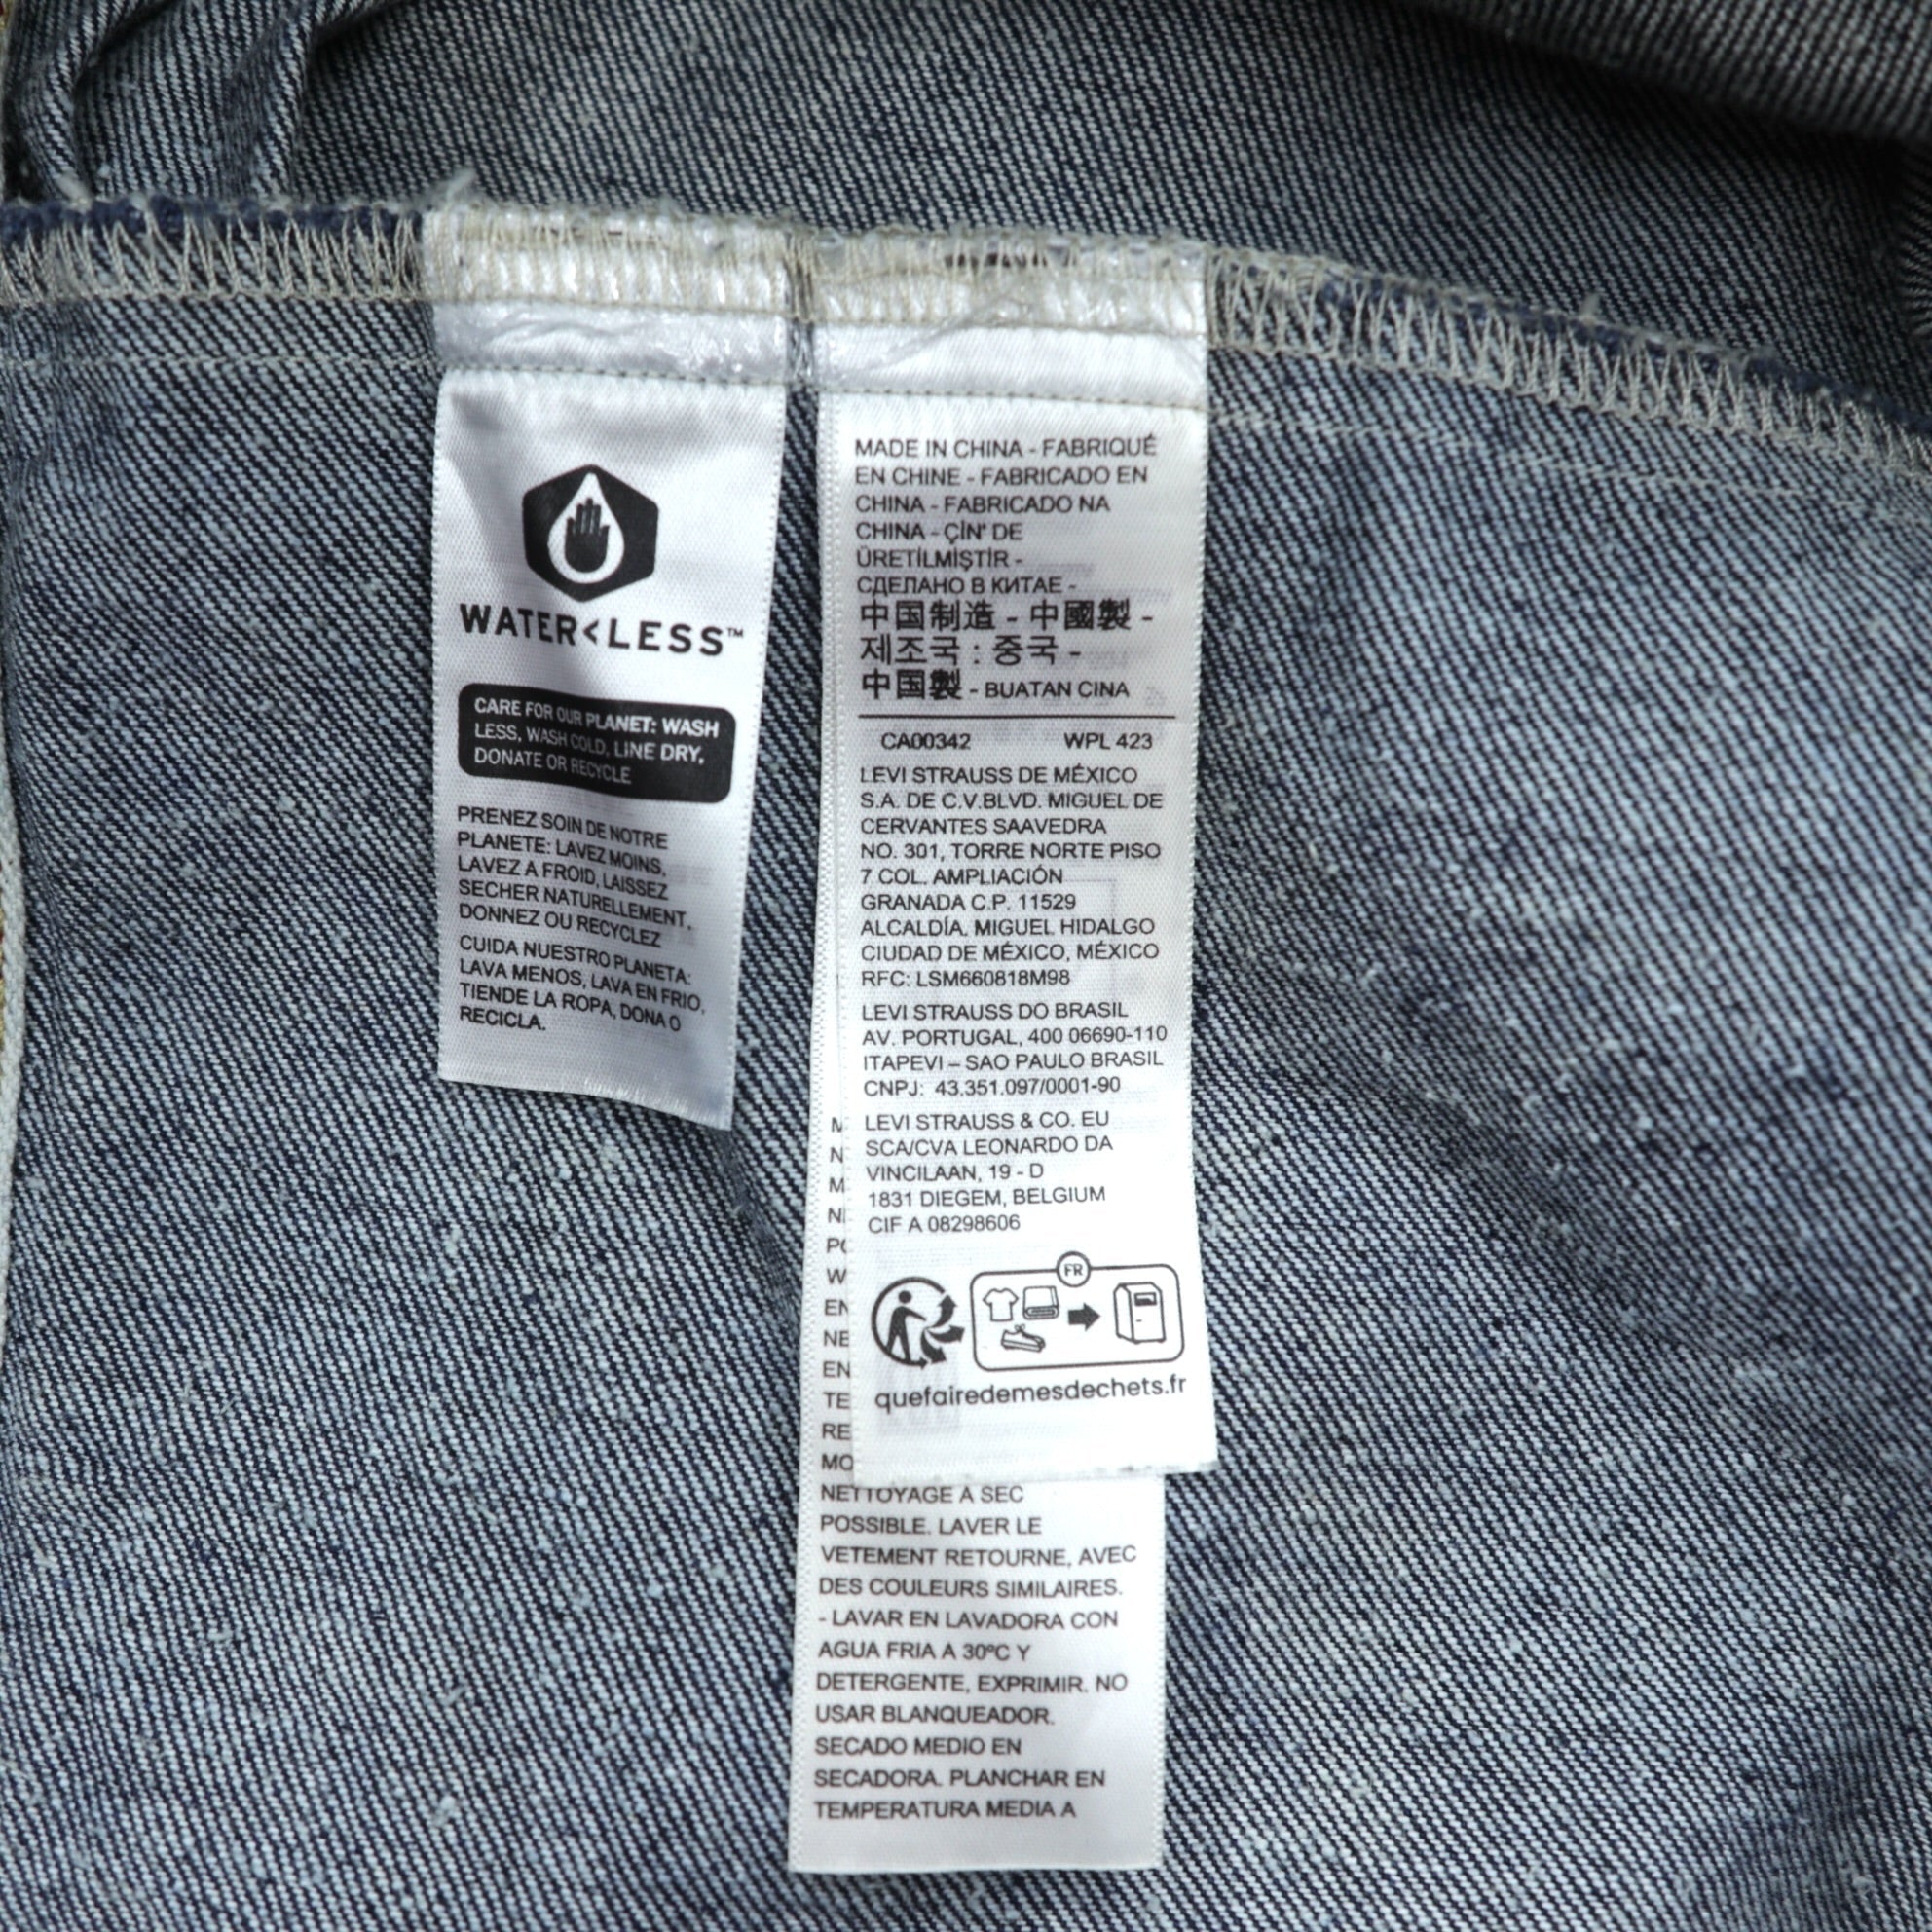 WATER<LESS™
CARE FOR OUR PLANET: WASH
LESS, WASH COLD, LINE DRY,
DONATE OR RECYCLE
PRENEZ SOIN DE NOTRE
PLANETE: LAVEZ MOINS,
LAVEZ A FROID, LAISSEZ
SECHER NATURELLEMENT,
DONNEZ OU RECYCLEZ
CUIDA NUESTRO PLANETA:
LAVA MENOS, LAVA EN FRIO,
TIENDE LA ROPA, DONA O
RECICLA.
MADE IN CHINA - FABRIQUÉ
EN CHINE - FABRICADO EN
CHINA - FABRICADO NA
CHINA - ÇİN' DE
ÜRETİLMİŞTİR -
СДЕЛАНО В КИТАЕ -
中国制造 - 中國製 -
제조국 : 중국 -
中国製 - BUATAN CINA
CA00342 WPL 423
LEVI STRAUSS DE MÉXICO
S.A. DE C.V.BLVD. MIGUEL DE
CERVANTES SAAVEDRA
NO. 301, TORRE NORTE PISO
7 COL. AMPLIACIÓN
GRANADA C.P. 11529
ALCALDÍA. MIGUEL HIDALGO
CIUDAD DE MÉXICO, MÉXICO
RFC: LSM660818M98
LEVI STRAUSS DO BRASIL
AV. PORTUGAL, 400 06690-110
ITAPEVI – SAO PAULO BRASIL
CNPJ: 43.351.097/0001-90
LEVI STRAUSS & CO. EU
SCA/CVA LEONARDO DA
VINCILAAN, 19 - D
1831 DIEGEM, BELGIUM
CIF A 08298606
FR
quefairedemesdechets.fr
NETTOYAGE A SEC
POSSIBLE. LAVER LE
VETEMENT RETOURNE, AVEC
DES COULEURS SIMILAIRES.
- LAVAR EN LAVADORA CON
AGUA FRIA A 30ºC Y
DETERGENTE, EXPRIMIR. NO
USAR BLANQUEADOR.
SECADO MEDIO EN
SECADORA. PLANCHAR EN
TEMPERATURA MEDIA A